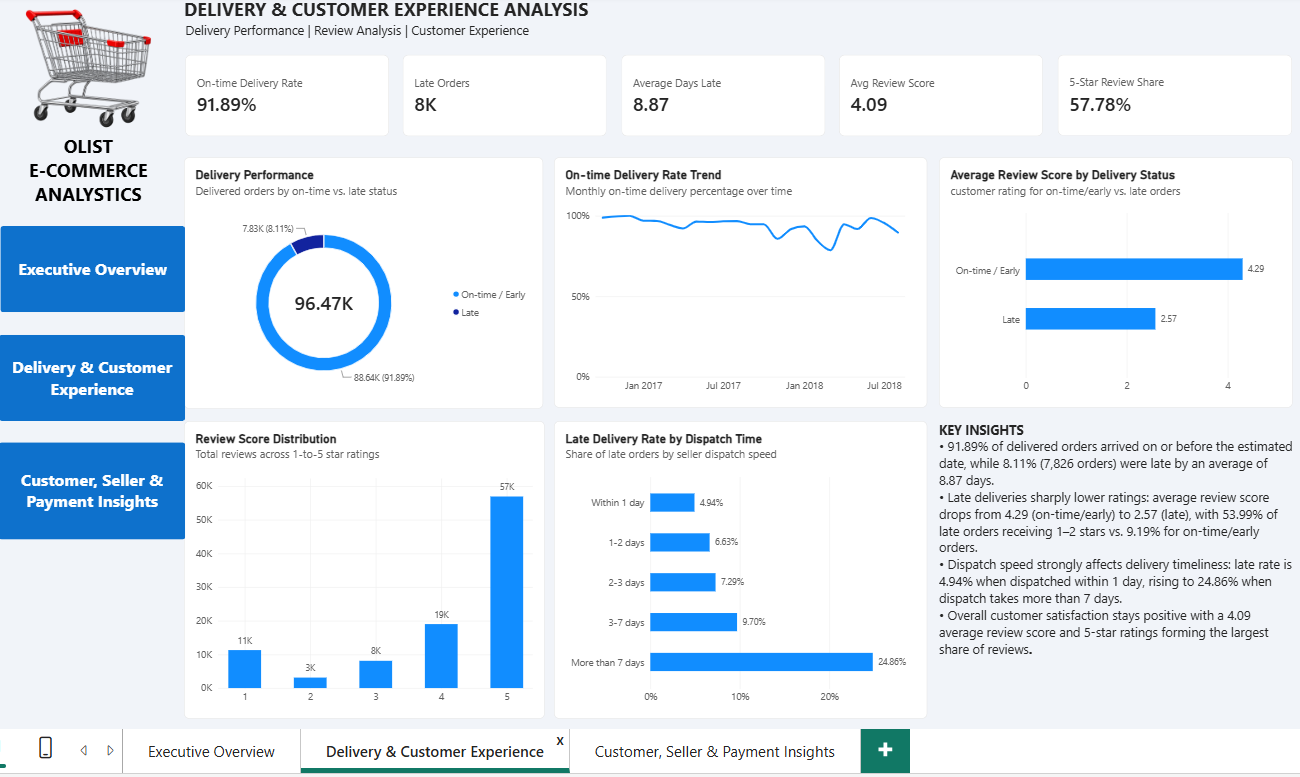 DELIVERY & CUSTOMER EXPERIENCE ANALYSIS
Delivery Performance | Review Analysis | Customer Experience
OLIST
E-COMMERCE
ANALYSTICS
Executive Overview
Delivery & Customer
Experience
Customer, Seller &
Payment Insights
On-time Delivery Rate
91.89%
Late Orders
8K
Average Days Late
8.87
Avg Review Score
4.09
5-Star Review Share
57.78%
Delivery Performance
Delivered orders by on-time vs. late status
7.83K (8.11%)
96.47K
On-time / Early
Late
88.64K (91.89%)
On-time Delivery Rate Trend
Monthly on-time delivery percentage over time
100%
50%
0%
Jan 2017
Jul 2017
Jan 2018
Jul 2018
Average Review Score by Delivery Status
customer rating for on-time/early vs. late orders
On-time / Early
4.29
Late
2.57
0
2
4
Review Score Distribution
Total reviews across 1-to-5 star ratings
60K
50K
40K
30K
20K
10K
0K
11K
3K
8K
19K
57K
1
2
3
4
5
Late Delivery Rate by Dispatch Time
Share of late orders by seller dispatch speed
Within 1 day
4.94%
1-2 days
6.63%
2-3 days
7.29%
3-7 days
9.70%
More than 7 days
24.86%
0%
10%
20%
KEY INSIGHTS
• 91.89% of delivered orders arrived on or before the estimated
date, while 8.11% (7,826 orders) were late by an average of
8.87 days.
• Late deliveries sharply lower ratings: average review score
drops from 4.29 (on-time/early) to 2.57 (late), with 53.99% of
late orders receiving 1–2 stars vs. 9.19% for on-time/early
orders.
• Dispatch speed strongly affects delivery timeliness: late rate is
4.94% when dispatched within 1 day, rising to 24.86% when
dispatch takes more than 7 days.
• Overall customer satisfaction stays positive with a 4.09
average review score and 5-star ratings forming the largest
share of reviews.
Executive Overview
Delivery & Customer Experience
x
Customer, Seller & Payment Insights
+